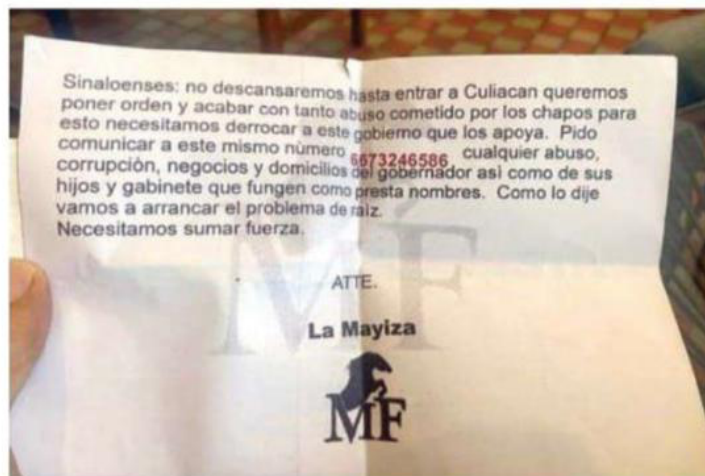 Sinaloenses: no descansaremos hasta entrar a Culiacan queremos
poner orden y acabar con tanto abuso cometido por los chapos para
esto necesitamos derrocar a este gobierno que los apoya. Pido
comunicar a este mismo número 6673246586 cualquier abuso,
corrupción, negocios y domicilios del gobernador asi como de sus
hijos y gabinete que fungen como presta nombres. Como lo dije
vamos a arrancar el problema de raiz.
Necesitamos sumar fuerza.
MF
ATTE.
La Mayiza
MF